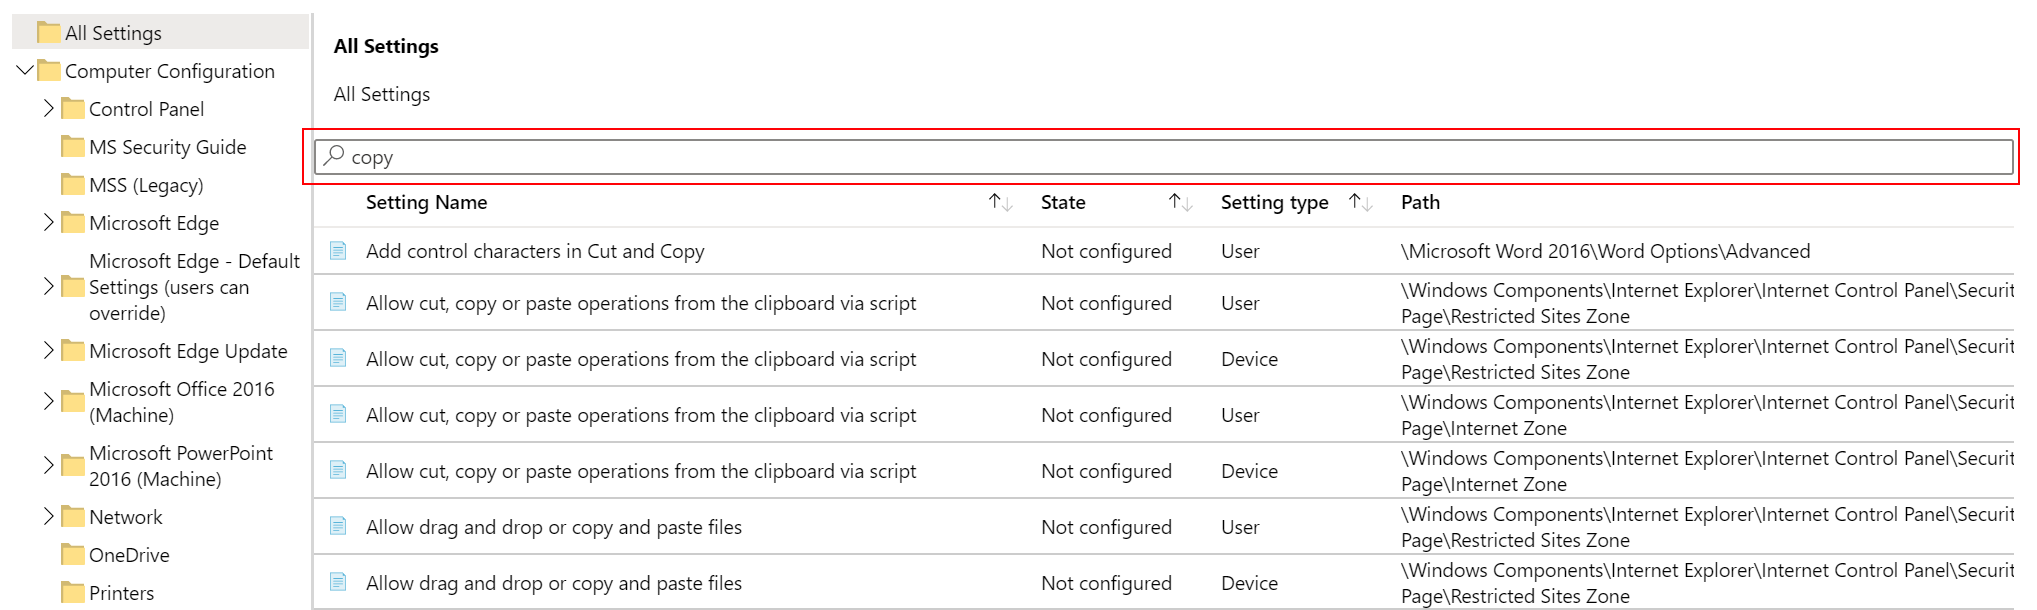 All Settings
Computer Configuration
Control Panel
MS Security Guide
MSS (Legacy)
Microsoft Edge
Microsoft Edge - Default
Settings (users can
override)
Microsoft Edge Update
Microsoft Office 2016
(Machine)
Microsoft PowerPoint
2016 (Machine)
Network
OneDrive
Printers
All Settings
All Settings
copy
Setting Name State Setting type Path
Add control characters in Cut and Copy Not configured User \Microsoft Word 2016\Word Options\Advanced
Allow cut, copy or paste operations from the clipboard via script Not configured User \Windows Components\Internet Explorer\Internet Control Panel\Securit
Page\Restricted Sites Zone
Allow cut, copy or paste operations from the clipboard via script Not configured Device \Windows Components\Internet Explorer\Internet Control Panel\Securit
Page\Restricted Sites Zone
Allow cut, copy or paste operations from the clipboard via script Not configured User \Windows Components\Internet Explorer\Internet Control Panel\Securit
Page\Internet Zone
Allow cut, copy or paste operations from the clipboard via script Not configured Device \Windows Components\Internet Explorer\Internet Control Panel\Securit
Page\Internet Zone
Allow drag and drop or copy and paste files Not configured User \Windows Components\Internet Explorer\Internet Control Panel\Securit
Page\Restricted Sites Zone
Allow drag and drop or copy and paste files Not configured Device \Windows Components\Internet Explorer\Internet Control Panel\Securit
Page\Restricted Sites Zone